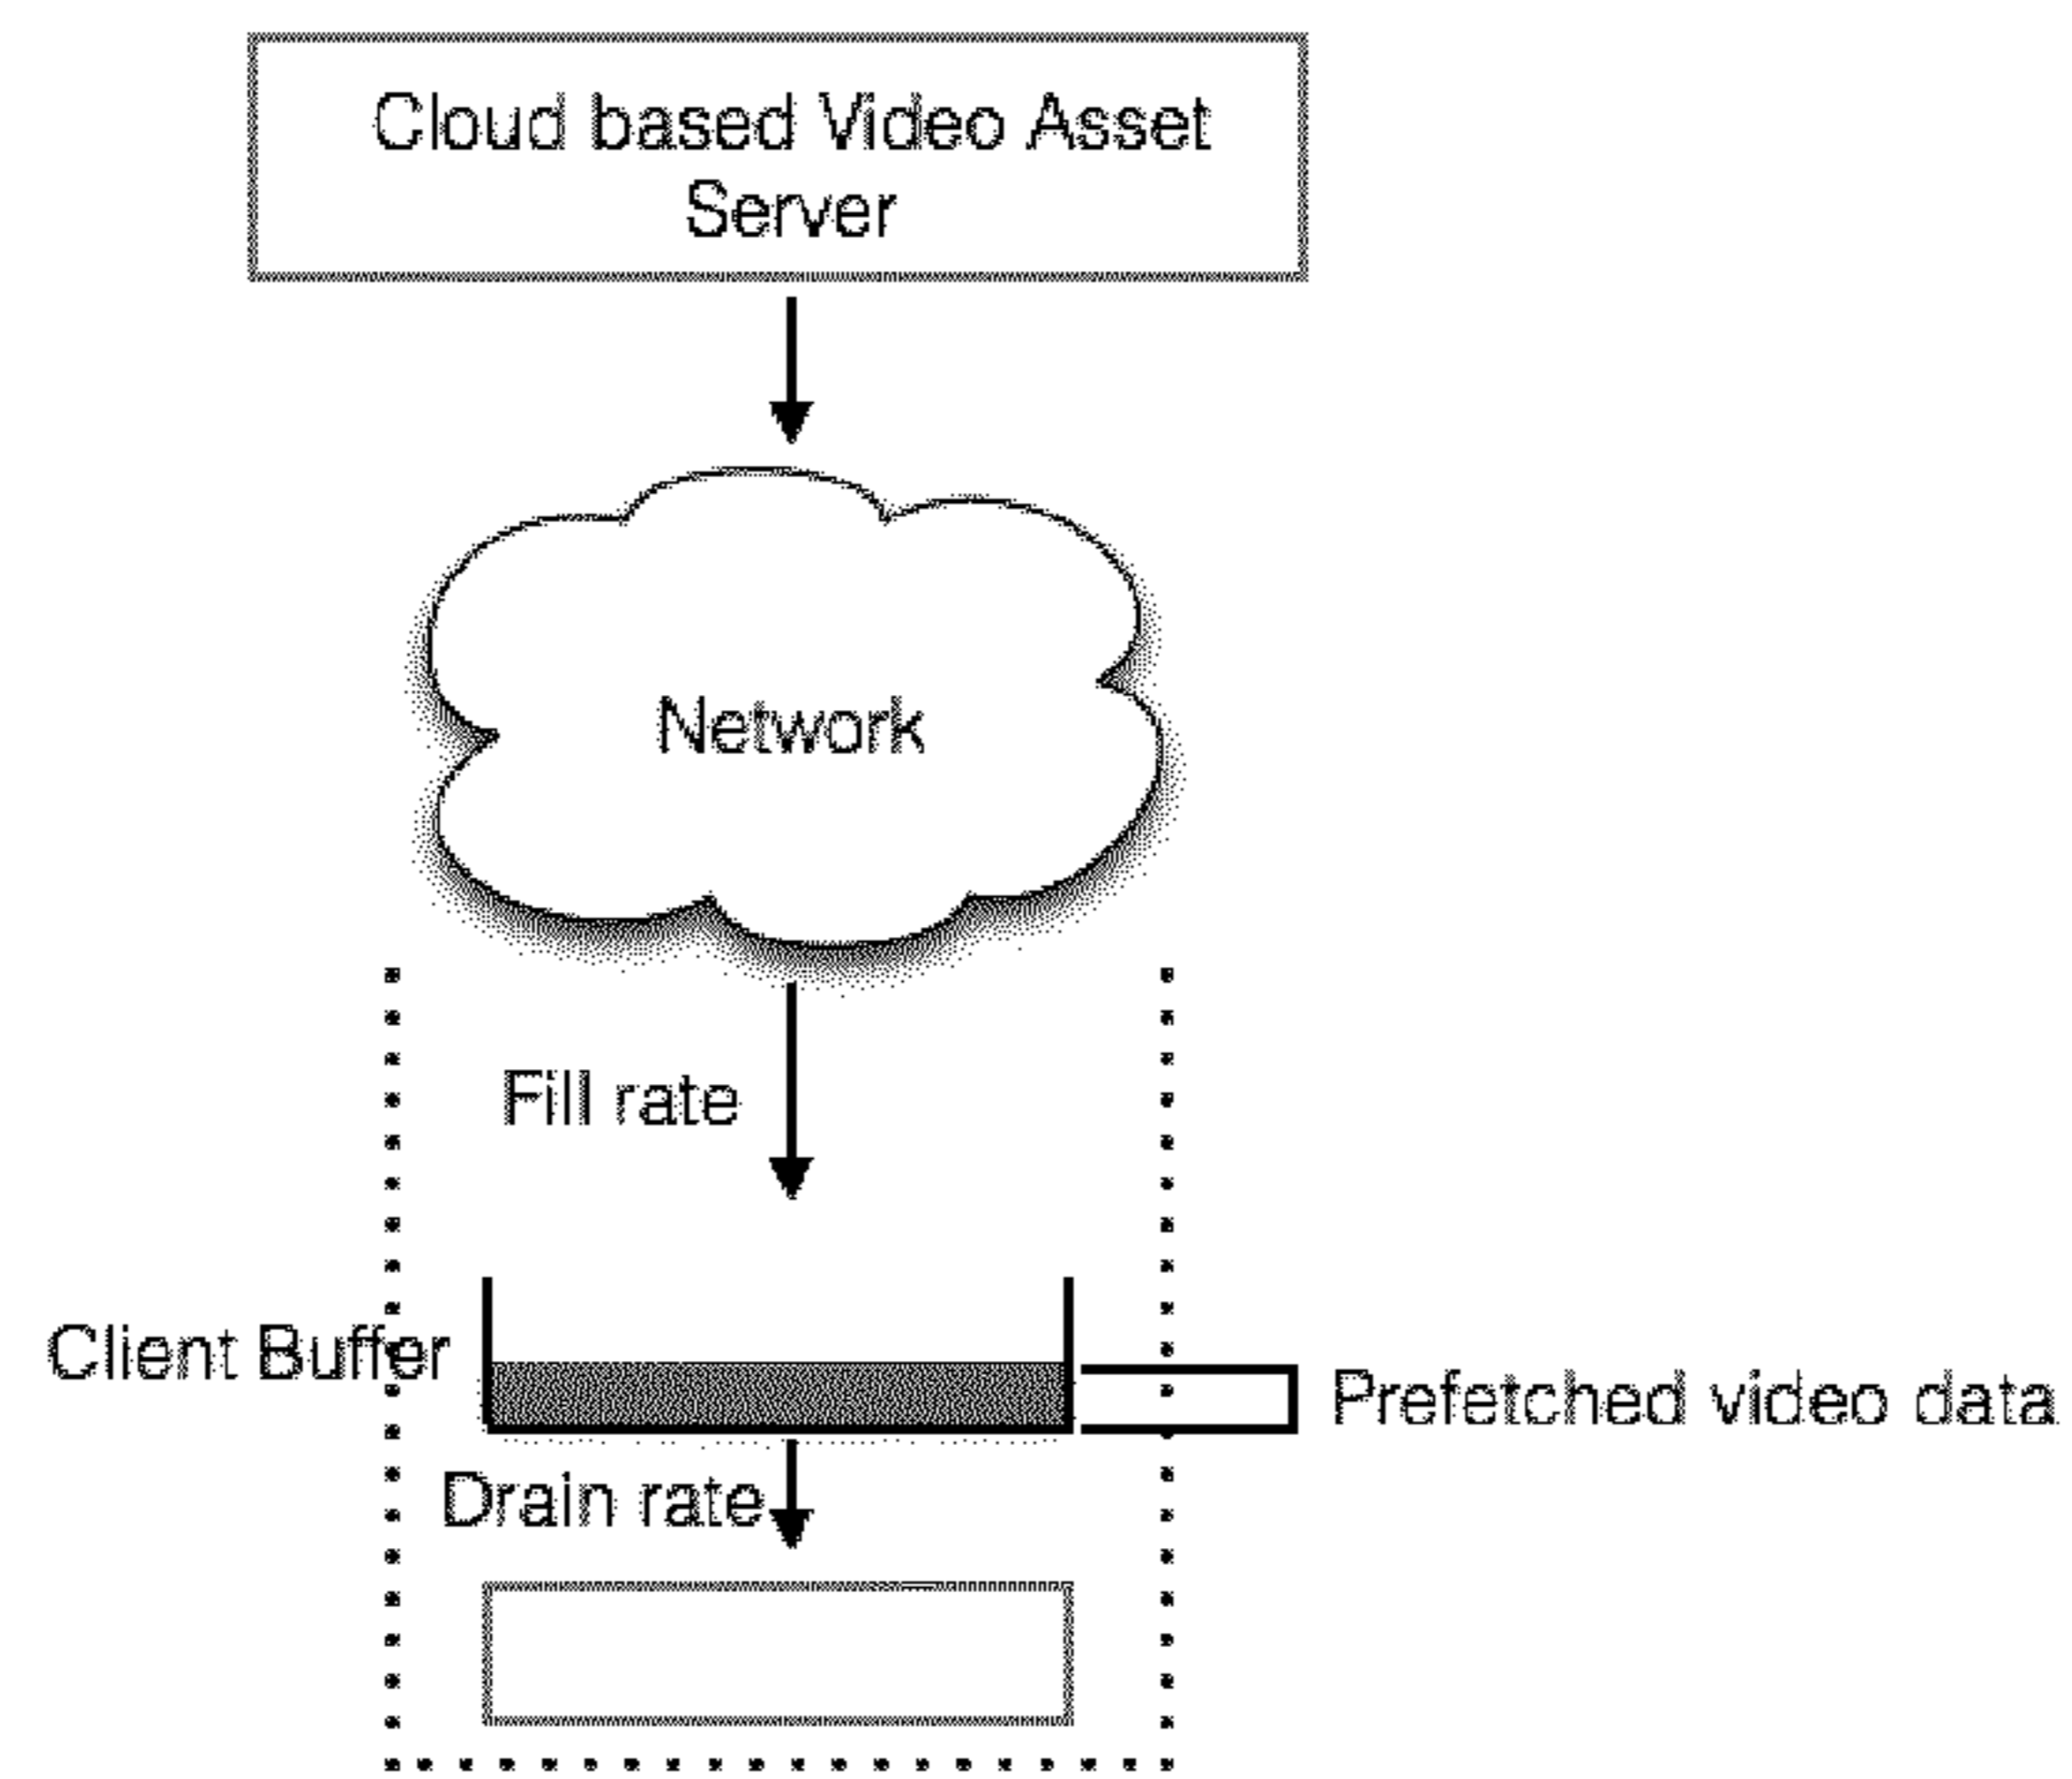 Cloud based Video Asset
Server
Network
Fill rate
Client Buffer
Prefetched video data
Drain rate